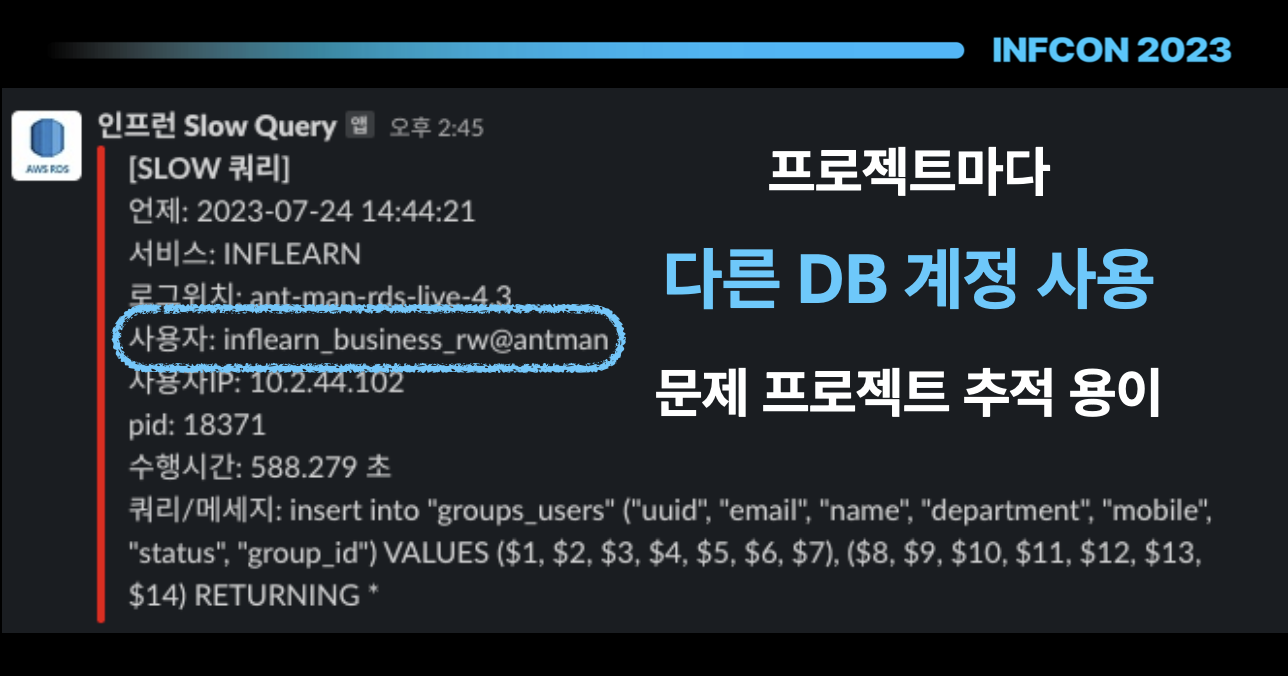 INFCON 2023
AWS RDS
인프런 Slow Query 앱 오후 2:45
[SLOW 쿼리]
언제: 2023-07-24 14:44:21
서비스: INFLEARN
로그위치: ant-man-rds-live-4.3
사용자: inflearn_business_rw@antman
사용자IP: 10.2.44.102
pid: 18371
수행시간: 588.279 초
쿼리/메세지: insert into "groups_users" ("uuid", "email", "name", "department", "mobile",
"status", "group_id") VALUES ($1, $2, $3, $4, $5, $6, $7), ($8, $9, $10, $11, $12, $13,
$14) RETURNING *
프로젝트마다
다른 DB 계정 사용
문제 프로젝트 추적 용이